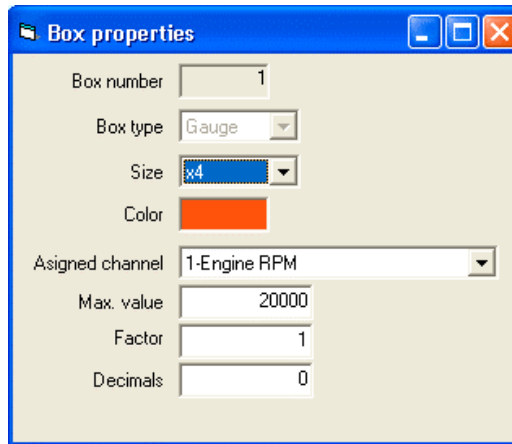 Box properties
Box number 1
Box type Gauge
Size x4
Color
Asigned channel 1-Engine RPM
Max. value 20000
Factor 1
Decimals 0